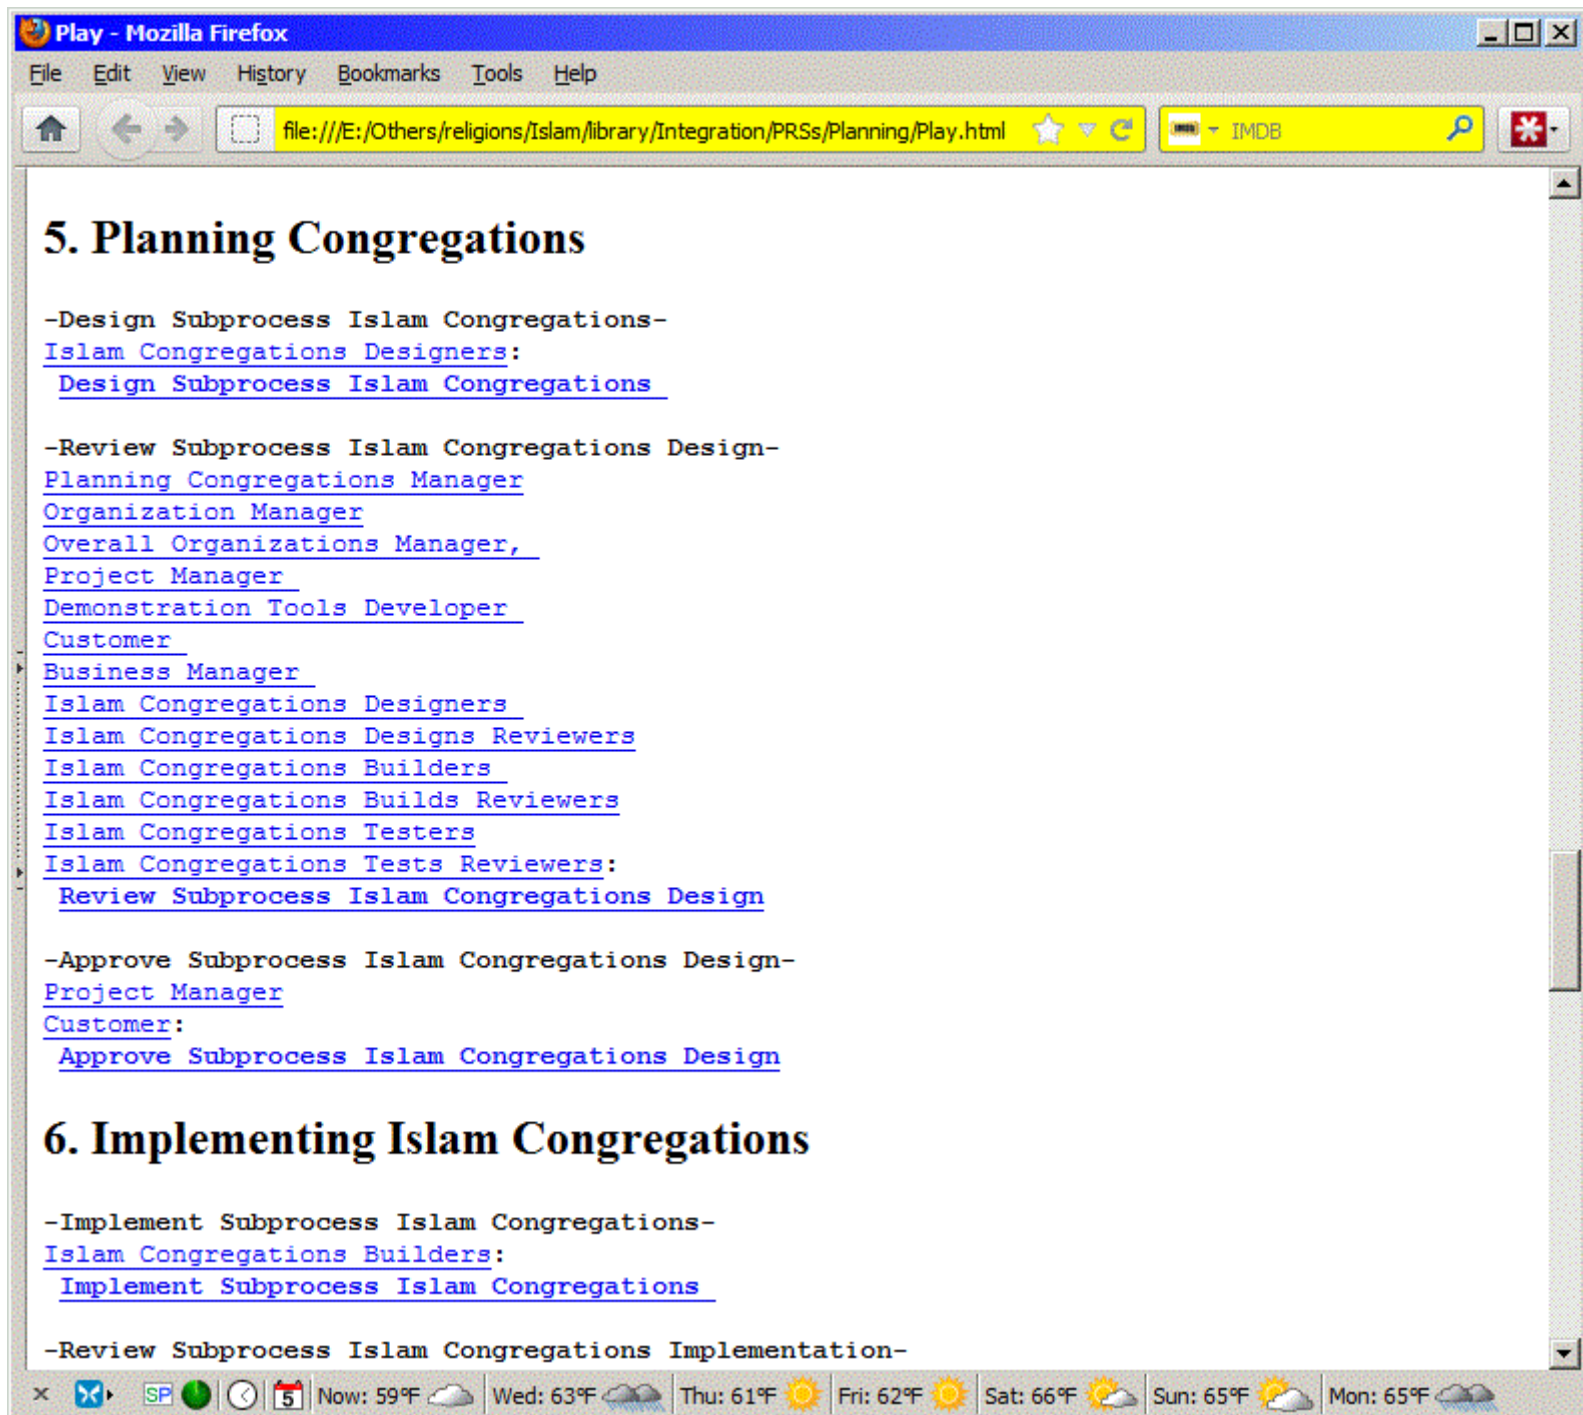 Play - Mozilla Firefox
File Edit View History Bookmarks Tools Help
file:///E:/Others/religions/Islam/library/Integration/PRSs/Planning/Play.html IMDB
5. Planning Congregations
-Design Subprocess Islam Congregations-
Islam Congregations Designers:
Design Subprocess Islam Congregations
-Review Subprocess Islam Congregations Design-
Planning Congregations Manager
Organization Manager
Overall Organizations Manager,
Project Manager
Demonstration Tools Developer
Customer
Business Manager
Islam Congregations Designers
Islam Congregations Designs Reviewers
Islam Congregations Builders
Islam Congregations Builds Reviewers
Islam Congregations Testers
Islam Congregations Tests Reviewers:
Review Subprocess Islam Congregations Design
-Approve Subprocess Islam Congregations Design-
Project Manager
Customer:
Approve Subprocess Islam Congregations Design
6. Implementing Islam Congregations
-Implement Subprocess Islam Congregations-
Islam Congregations Builders:
Implement Subprocess Islam Congregations
-Review Subprocess Islam Congregations Implementation-
SP 5 Now: 59°F Wed: 63°F Thu: 61°F Fri: 62°F Sat: 66°F Sun: 65°F Mon: 65°F